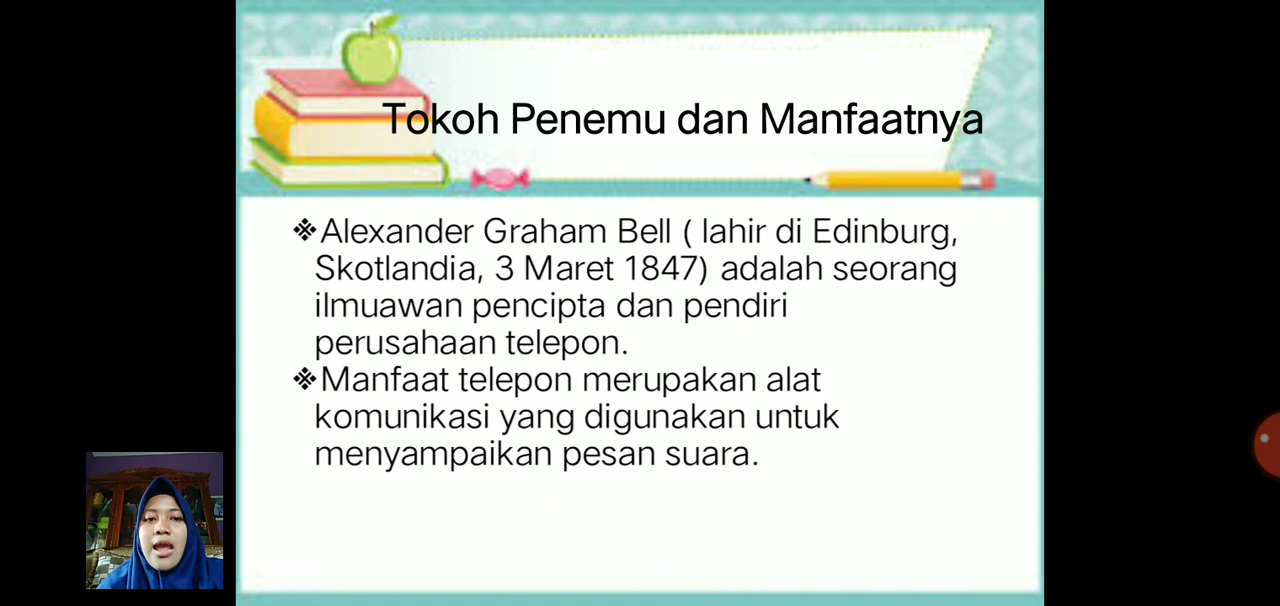 Tokoh Penemu dan Manfaatnya
❖Alexander Graham Bell ( lahir di Edinburg,
Skotlandia, 3 Maret 1847) adalah seorang
ilmuawan pencipta dan pendiri
perusahaan telepon.
❖Manfaat telepon merupakan alat
komunikasi yang digunakan untuk
menyampaikan pesan suara.